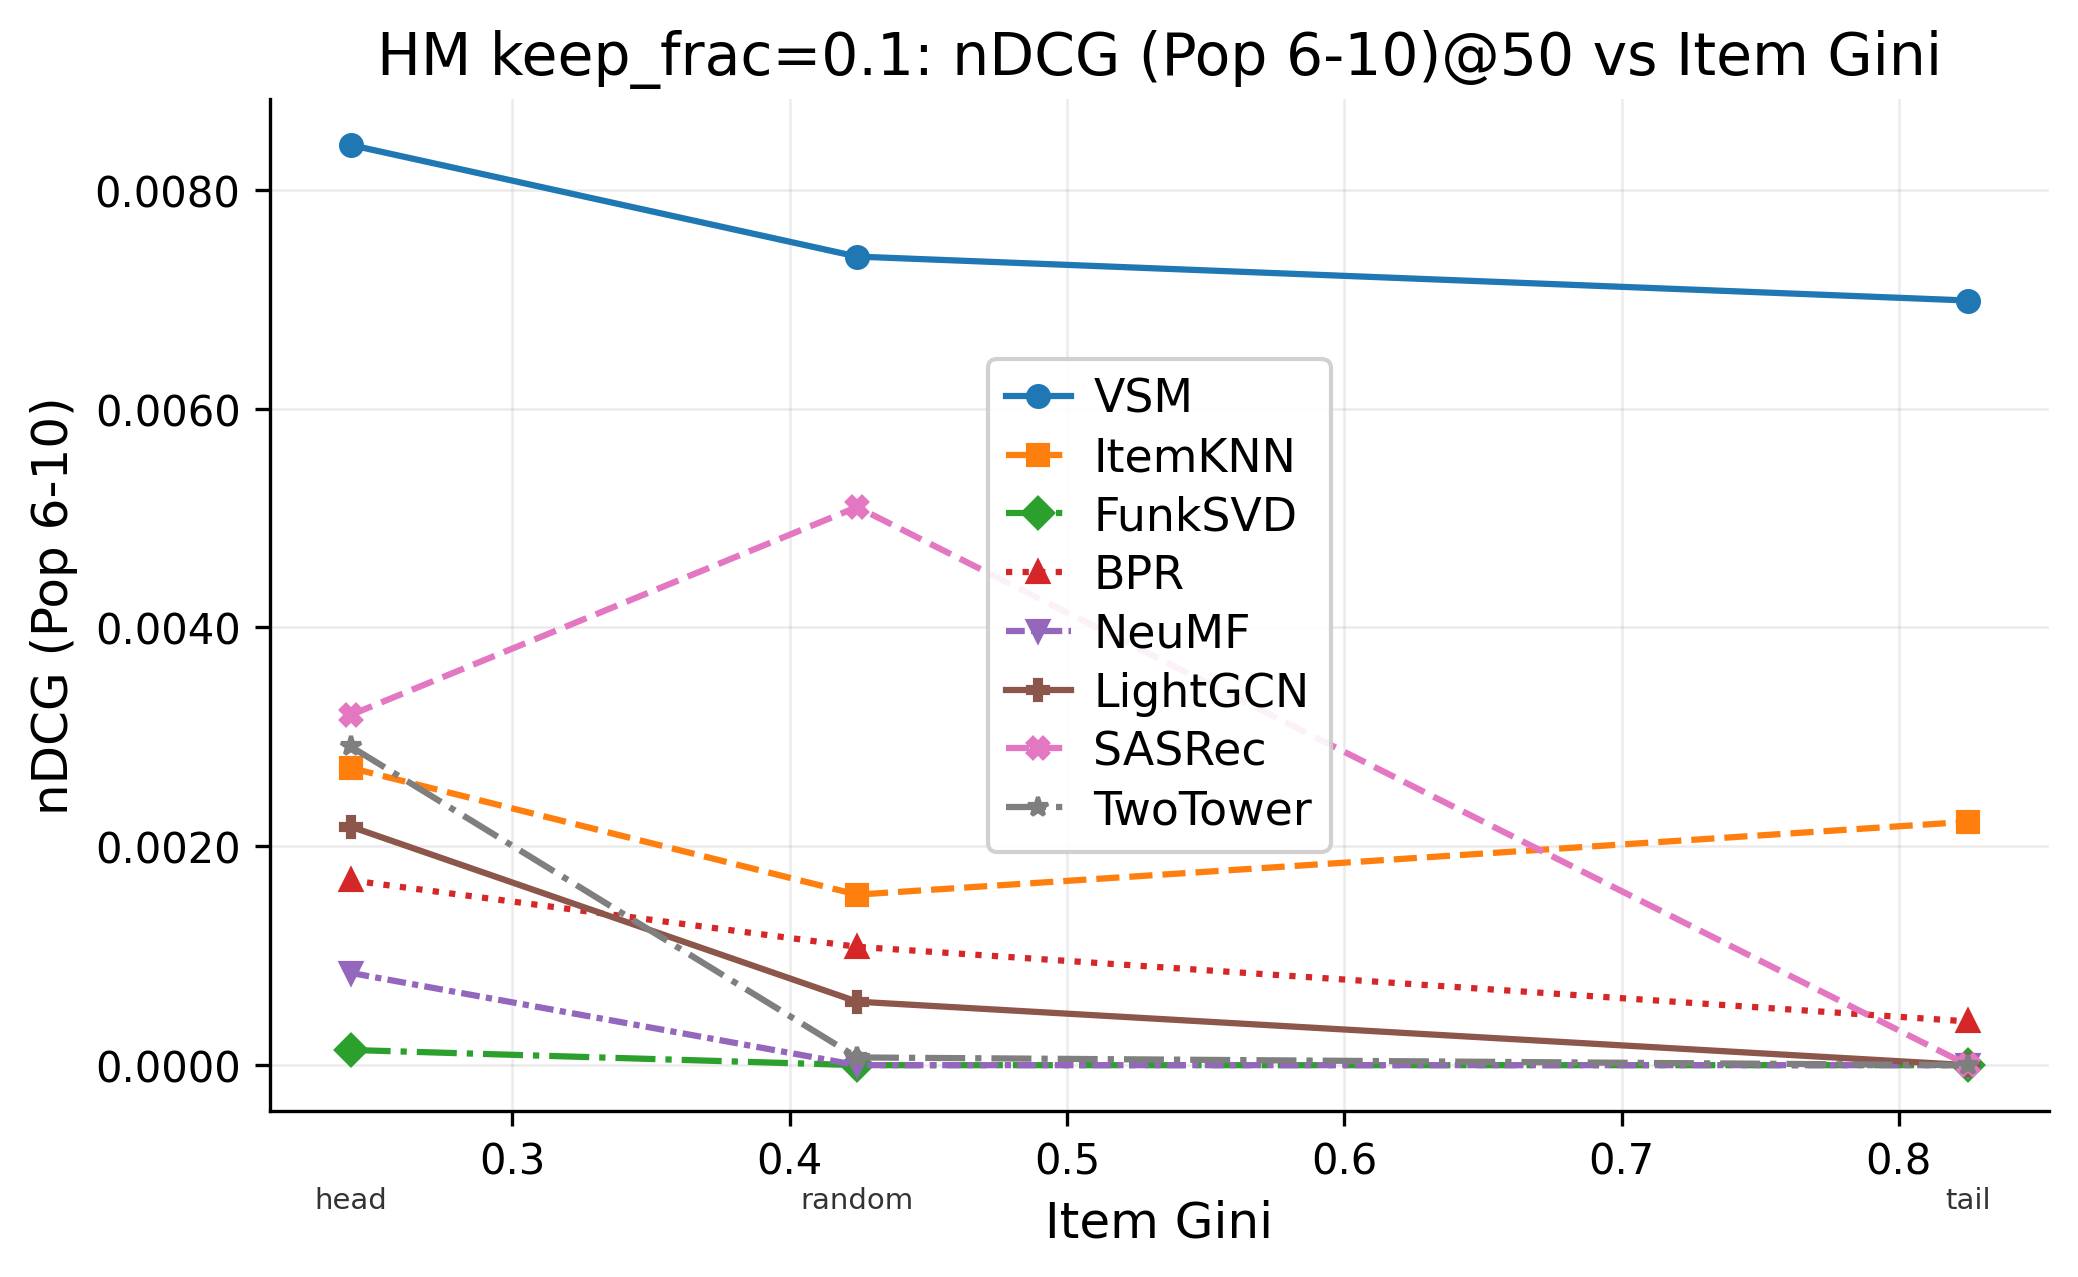 HM keep_frac=0.1: nDCG (Pop 6-10)@50 vs Item Gini
nDCG (Pop 6-10)
0.0080
0.0060
0.0040
0.0020
0.0000
VSM
ItemKNN
FunkSVD
BPR
NeuMF
LightGCN
SASRec
TwoTower
0.3 0.4 0.5 0.6 0.7 0.8
head random tail
Item Gini